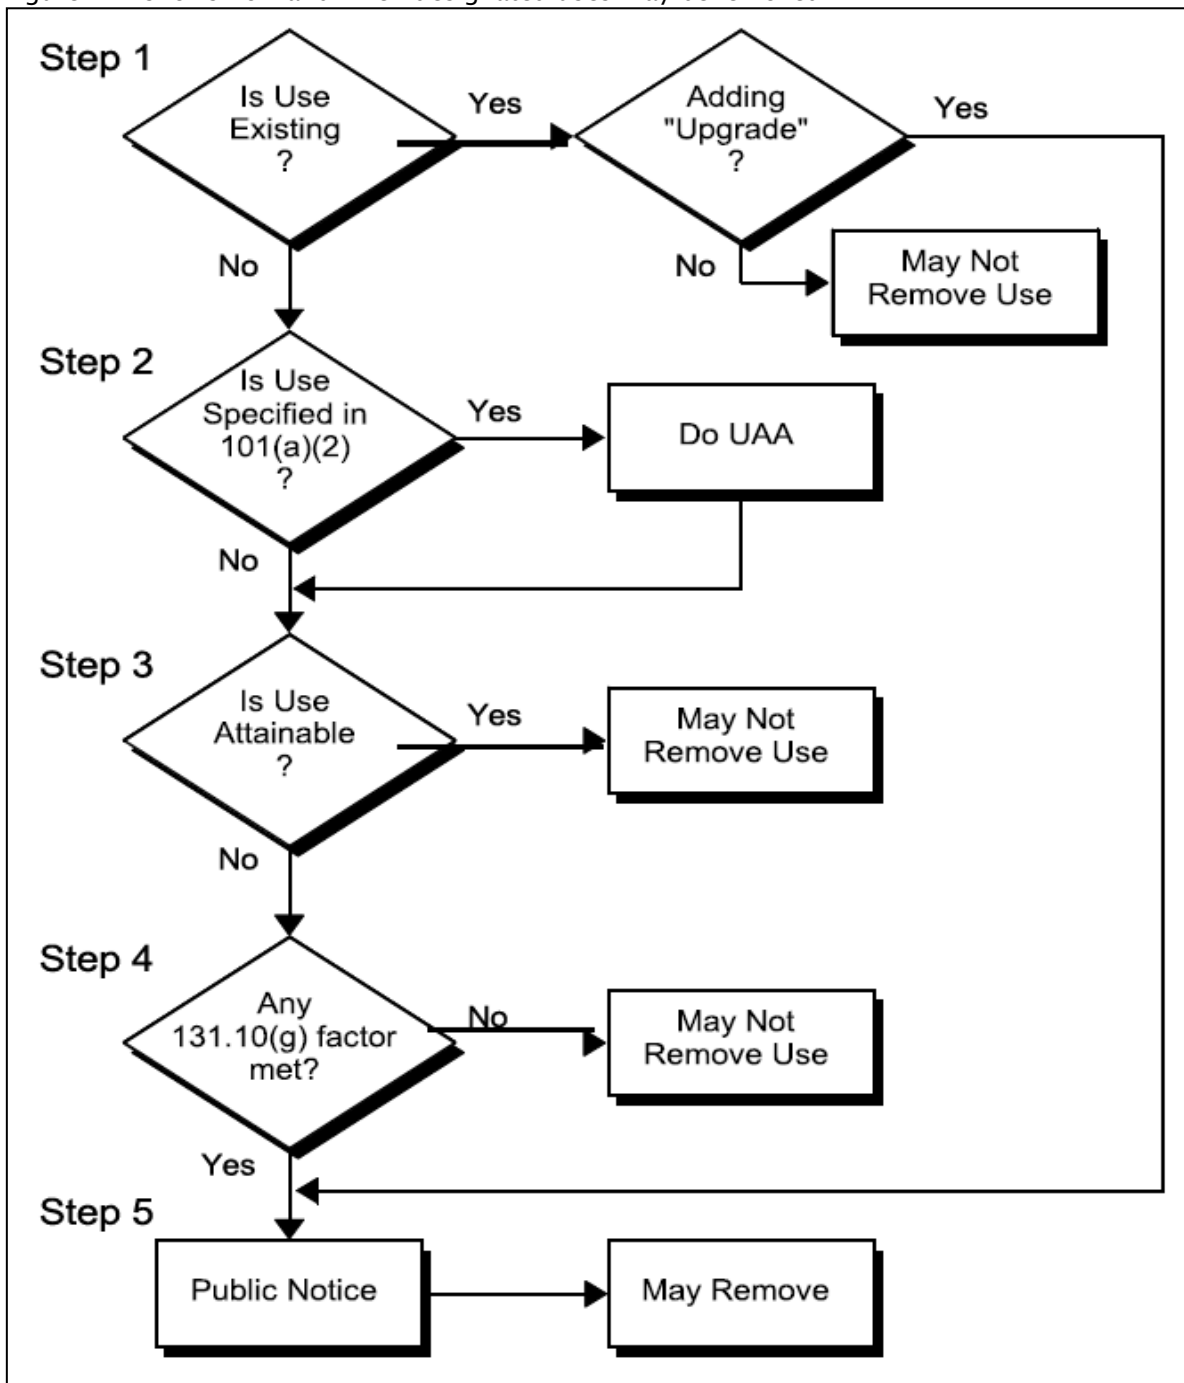 Step 1
Is Use
Existing
?
Yes
Adding
"Upgrade"
?
Yes
No
No
May Not
Remove Use
Step 2
Is Use
Specified in
101(a)(2)
?
Yes
Do UAA
No
Step 3
Is Use
Attainable
?
Yes
May Not
Remove Use
No
Step 4
Any
131.10(g) factor
met?
No
May Not
Remove Use
Yes
Step 5
Public Notice
May Remove